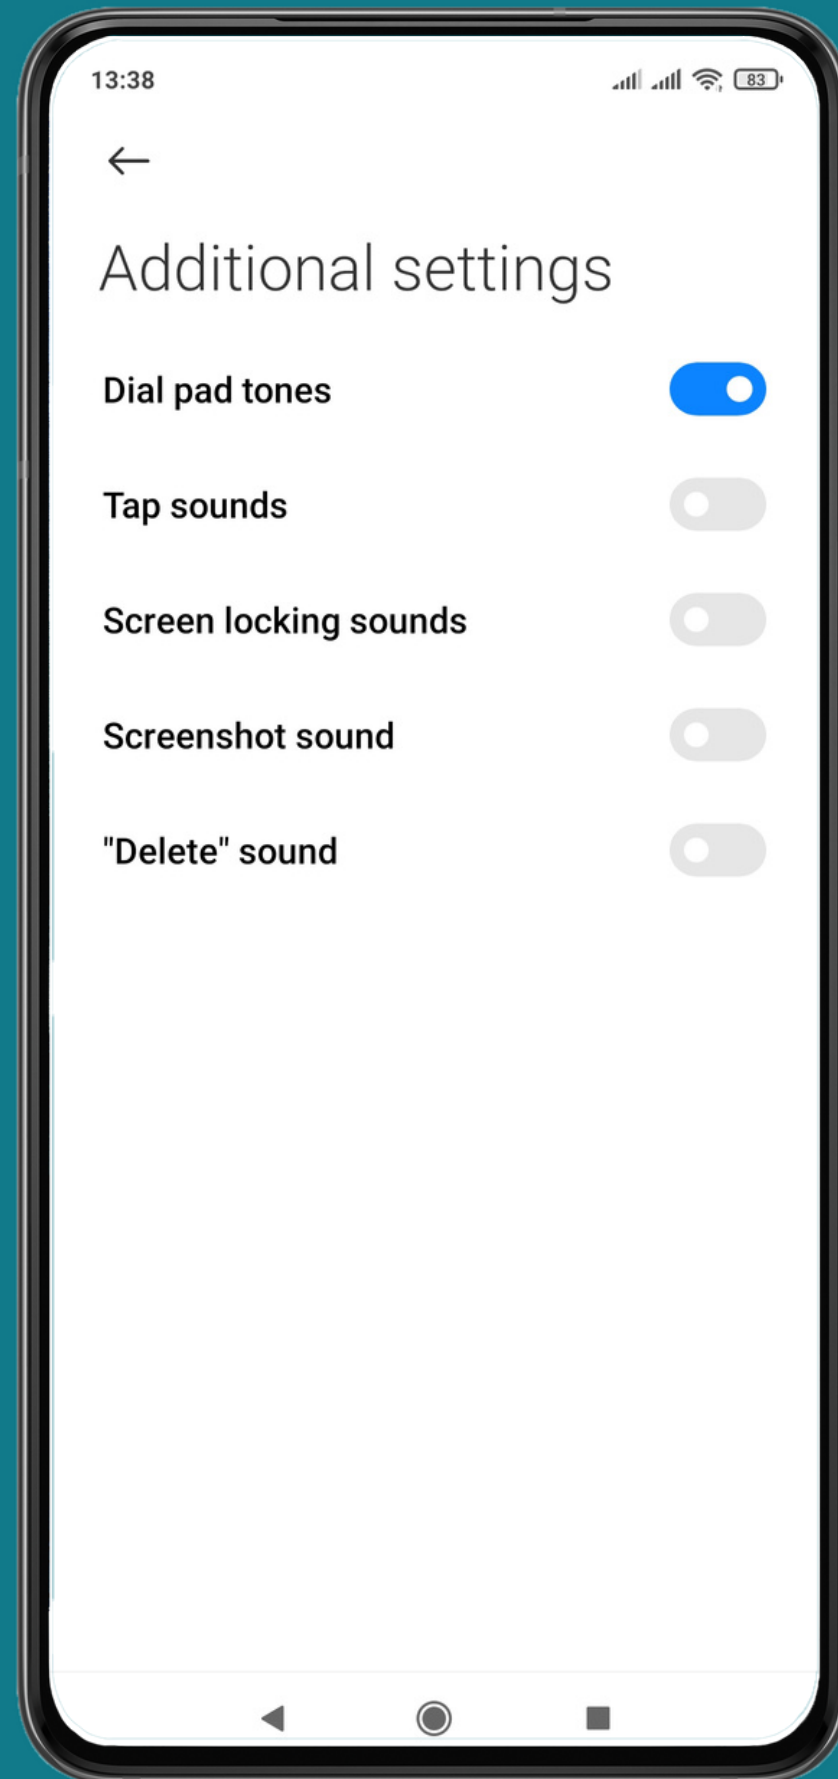 13:38
83
Additional settings
Dial pad tones
Tap sounds
Screen locking sounds
Screenshot sound
"Delete" sound